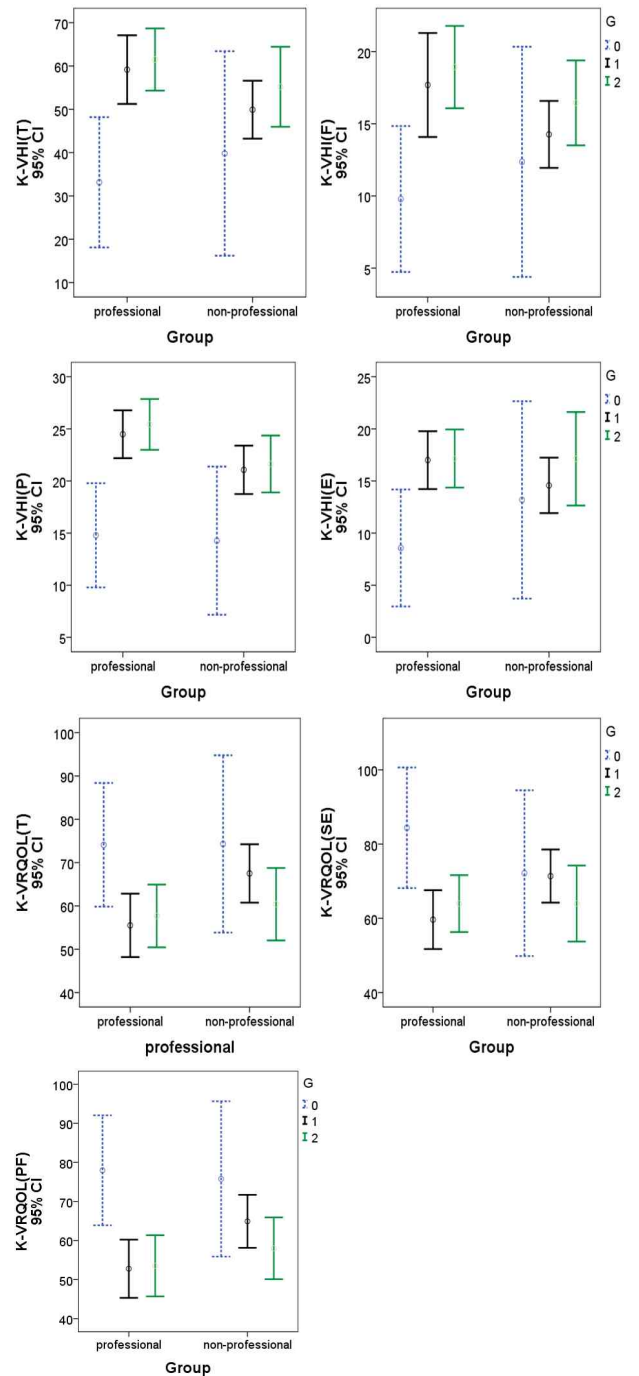 70
60
50
40
30
20
10
K-VHI(T)
95% CI
professional
non-professional
Group
20
15
10
5
K-VHI(F)
95% CI
professional
non-professional
Group
G
0
1
2
30
25
20
15
10
5
K-VHI(P)
95% CI
professional
non-professional
Group
30
25
20
15
10
5
0
K-VHI(E)
95% CI
professional
non-professional
Group
G
0
1
2
100
90
80
70
60
50
40
K-VRQOL(T)
95% CI
professional
non-professional
professional
100
80
60
40
K-VRQOL(SE)
95% CI
professional
non-professional
Group
G
0
1
2
100
90
80
70
60
50
40
K-VRQOL(PF)
95% CI
professional
non-professional
Group
G
0
1
2